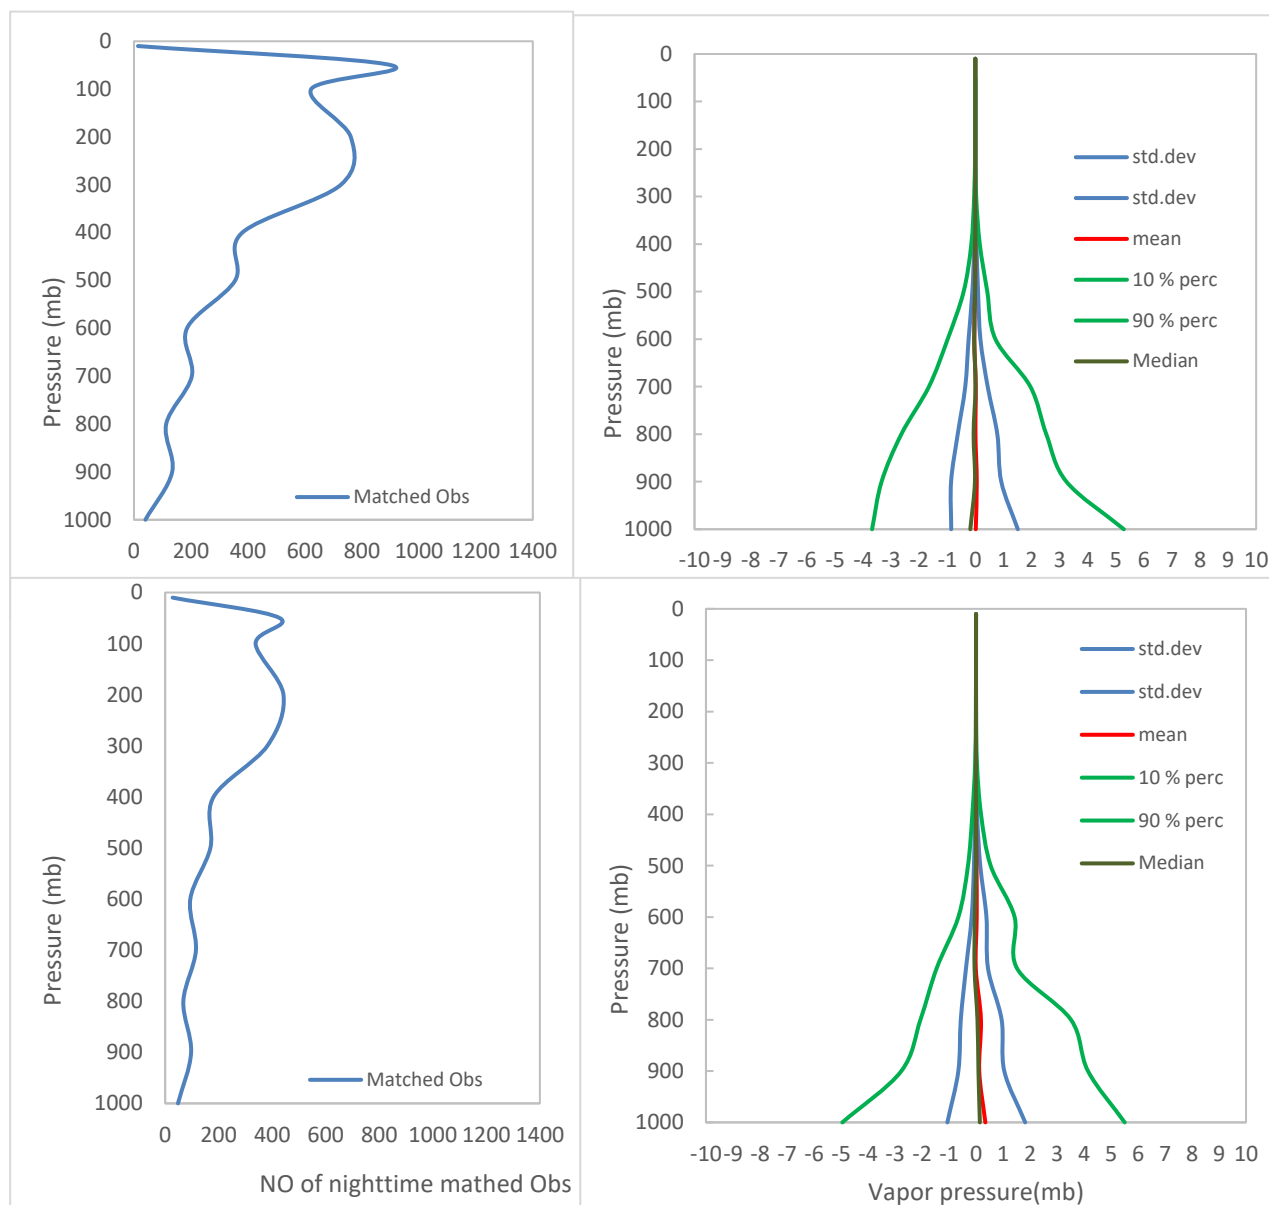 0
100
200
300
400
500
600
700
800
900
1000
Pressure (mb)
Matched Obs
0 200 400 600 800 1000 1200 1400
0
100
200
300
400
500
600
700
800
900
1000
Pressure (mb)
std.dev
std.dev
mean
10 % perc
90 % perc
Median
-10 -9 -8 -7 -6 -5 -4 -3 -2 -1 0 1 2 3 4 5 6 7 8 9 10
0
100
200
300
400
500
600
700
800
900
1000
Pressure (mb)
Matched Obs
0 200 400 600 800 1000 1200 1400
NO of nighttime mathed Obs
0
100
200
300
400
500
600
700
800
900
1000
Pressure (mb)
std.dev
std.dev
mean
10 % perc
90 % perc
Median
-10 -9 -8 -7 -6 -5 -4 -3 -2 -1 0 1 2 3 4 5 6 7 8 9 10
Vapor pressure(mb)